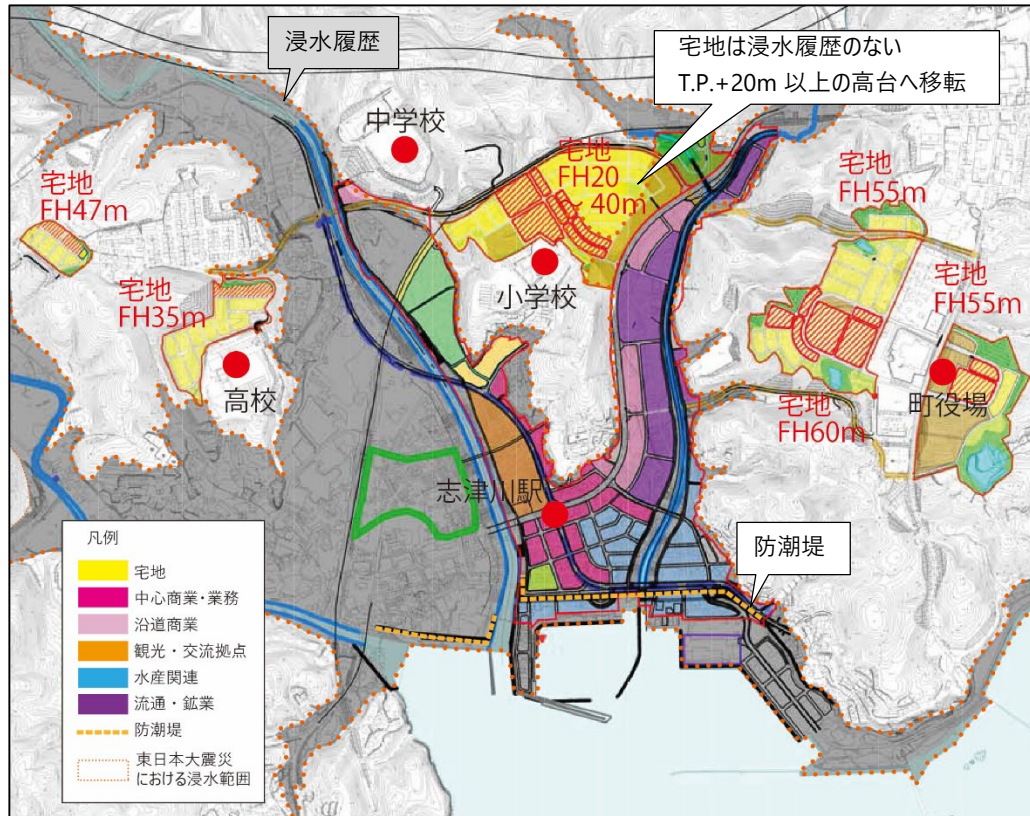 浸水履歴
宅地は浸水履歴のない
T.P.+20m 以上の高台へ移転
中学校
宅地
FH20
~ 40m
宅地
FH55m
宅地
FH47m
宅地
FH35m
小学校
宅地
FH55m
高校
町役場
宅地
FH60m
志津川駅
防潮堤
凡例
宅地
中心商業・業務
沿道商業
観光・交流拠点
水産関連
流通・鉱業
防潮堤
東日本大震災
における浸水範囲